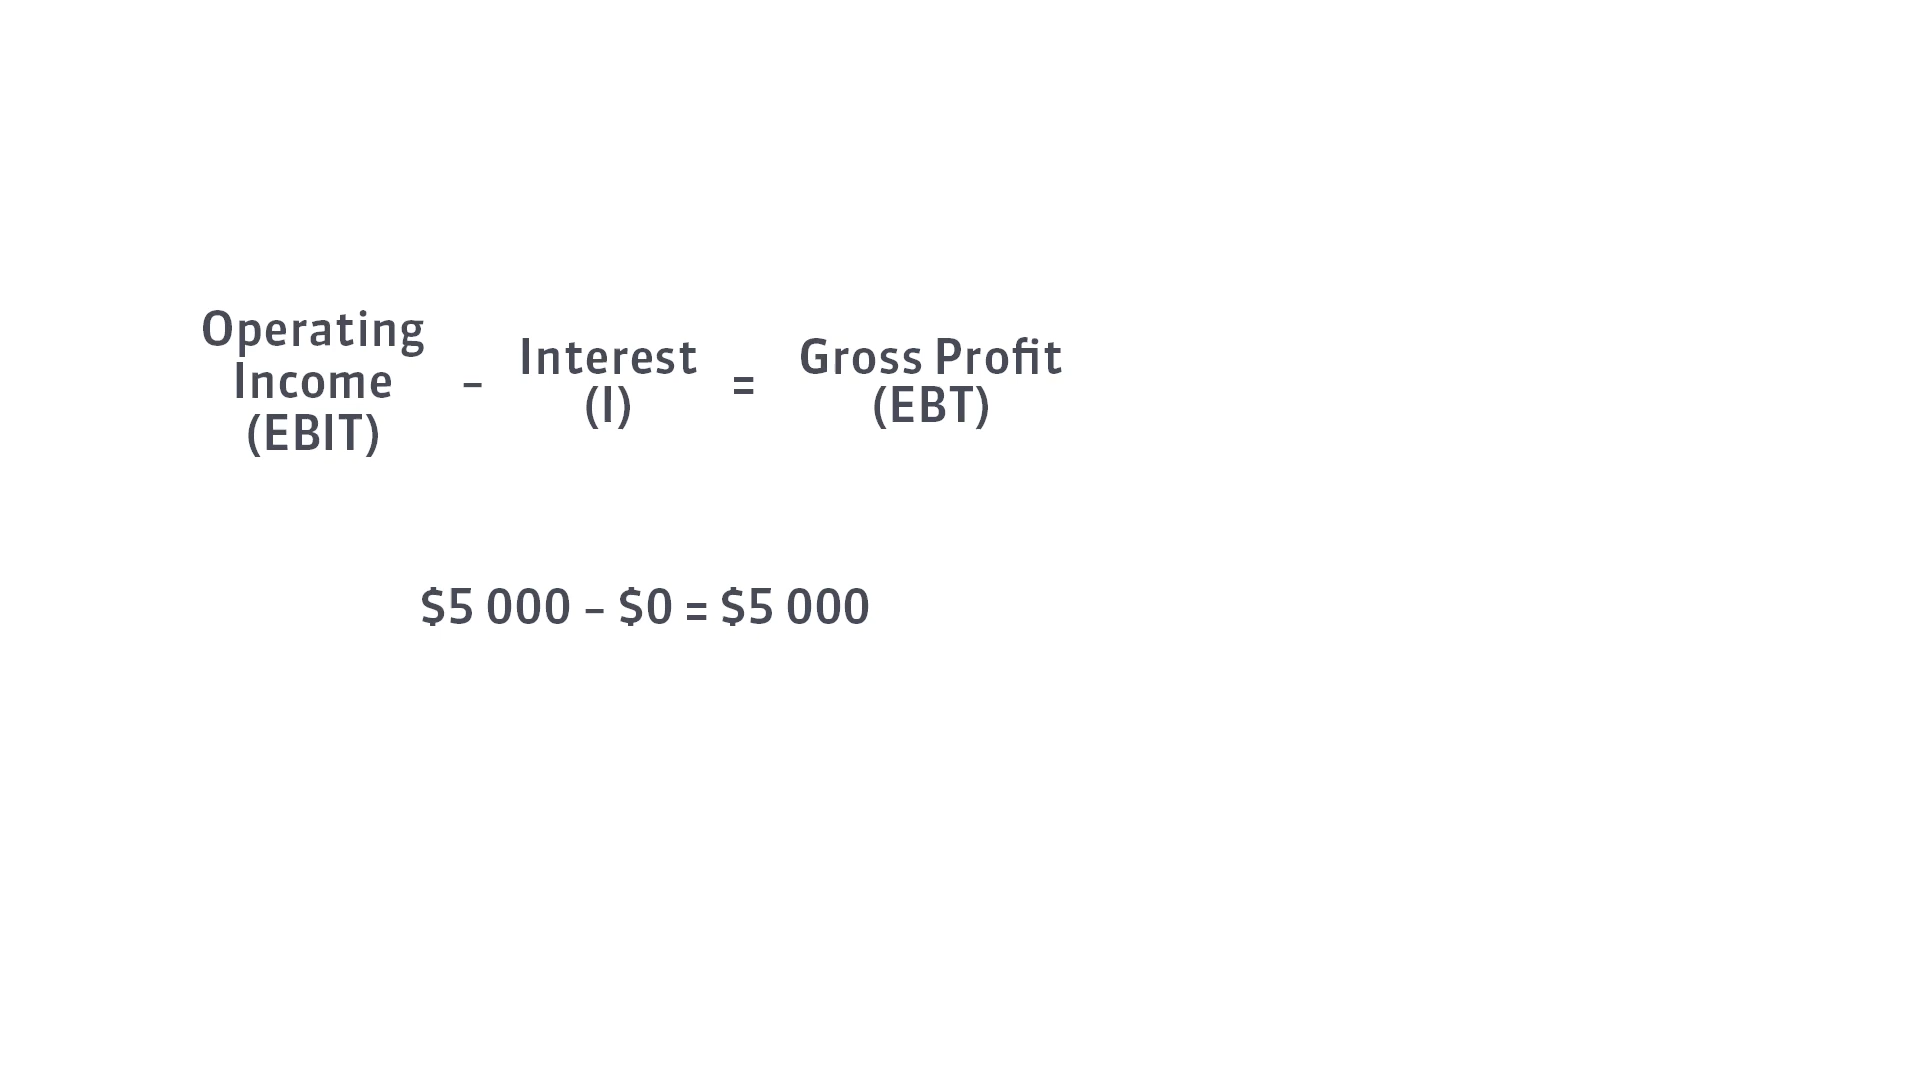 Operating
Income
(EBIT)
–
Interest
(I)
=
Gross Profit
(EBT)
$5 000 – $0 = $5 000